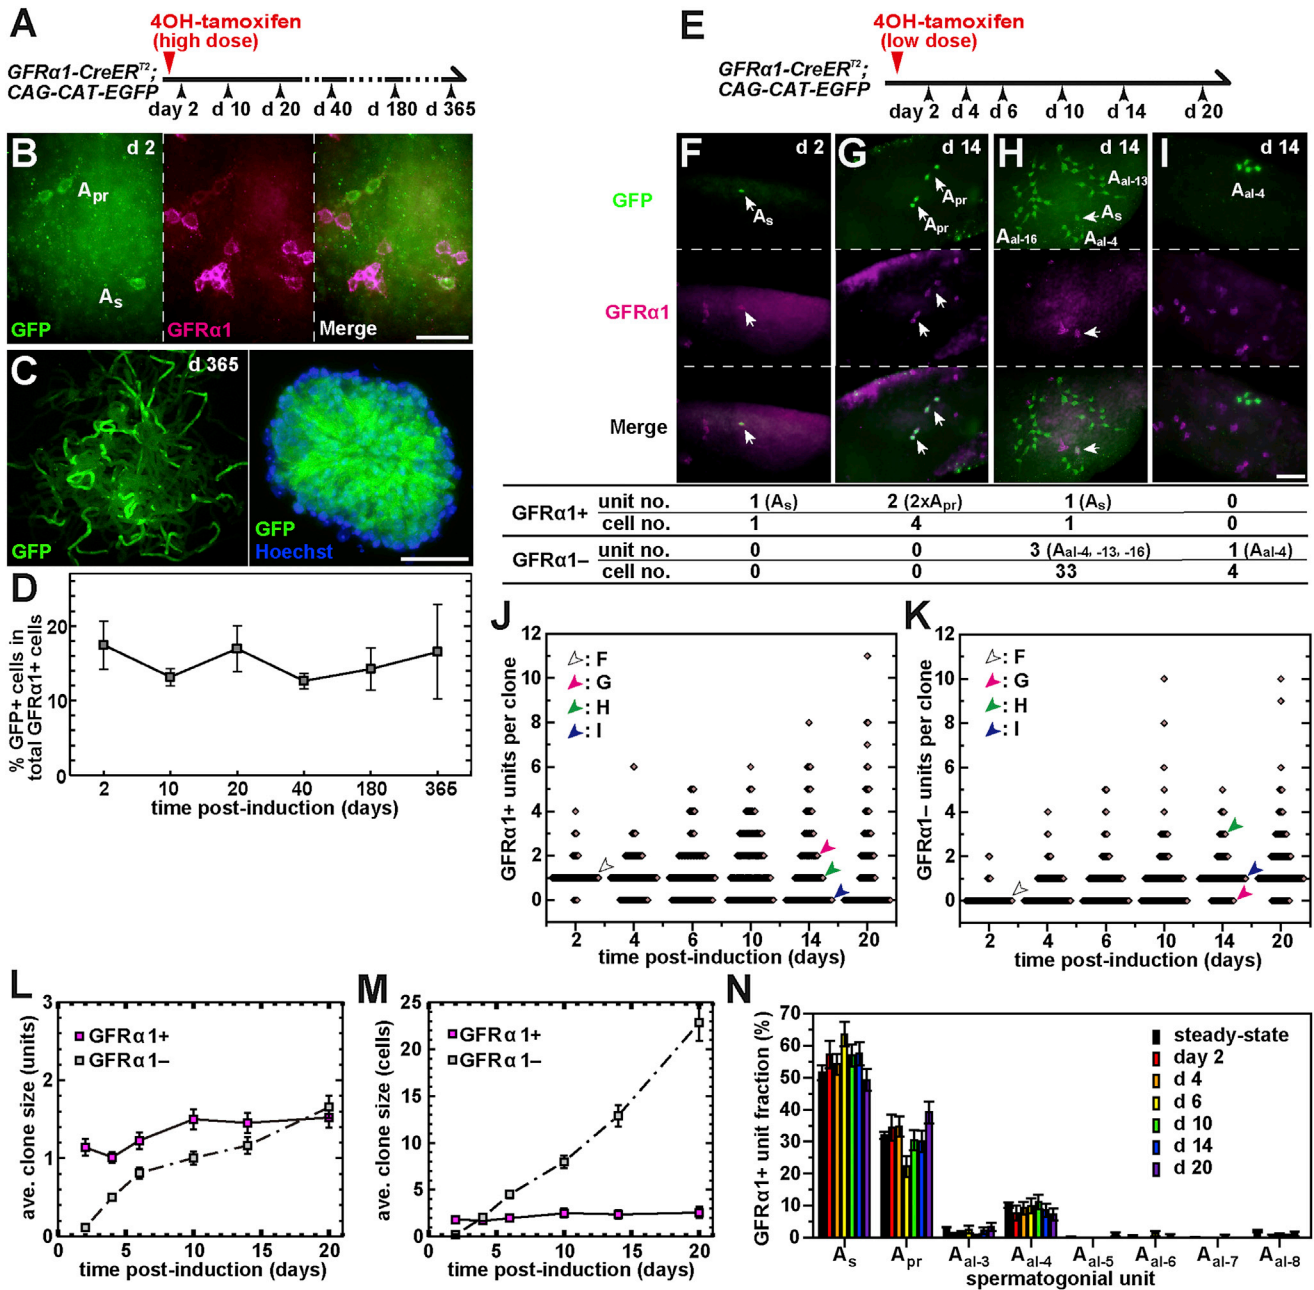 A
4OH-tamoxifen
(high dose)
GFRα1-CreERT2;
CAG-CAT-EGFP
day 2 d 10 d 20 d 40 d 180 d 365
B
d 2
Apr
As
GFP
GFRα1
Merge
C
d 365
GFP
GFP
Hoechst
D
% GFP+ cells in
total GFRα1+ cells
20
10
0
2 10 20 40 180 365
time post-induction (days)
E
4OH-tamoxifen
(low dose)
GFRα1-CreERT2;
CAG-CAT-EGFP
day 2 d 4 d 6 d 10 d 14 d 20
F d 2 G d 14 H d 14 I d 14
GFP
GFRα1
Merge
As
Apr
Apr
Aal-13
As
Aal-16
Aal-4
Aal-4
GFRα1+ unit no. 1 (As) 2 (2xApr) 1 (As) 0
cell no. 1 4 1 0
GFRα1– unit no. 0 0 3 (Aal-4, -13, -16) 1 (Aal-4)
cell no. 0 0 33 4
J
GFRα1+ units per clone
12
10
8
6
4
2
0
: F
: G
: H
: I
2 4 6 10 14 20
time post-induction (days)
K
GFRα1– units per clone
12
10
8
6
4
2
0
: F
: G
: H
: I
2 4 6 10 14 20
time post-induction (days)
L
ave. clone size (units)
3
2
1
0
GFRα1+
GFRα1–
0 5 10 15 20
time post-induction (days)
M
ave. clone size (cells)
25
20
15
10
5
0
GFRα1+
GFRα1–
0 5 10 15 20
time post-induction (days)
N
GFRα1+ unit fraction (%)
70
60
50
40
30
20
10
0
steady-state
day 2
d 4
d 6
d 10
d 14
d 20
As Apr Aal-3 Aal-4 Aal-5 Aal-6 Aal-7 Aal-8
spermatogonial unit